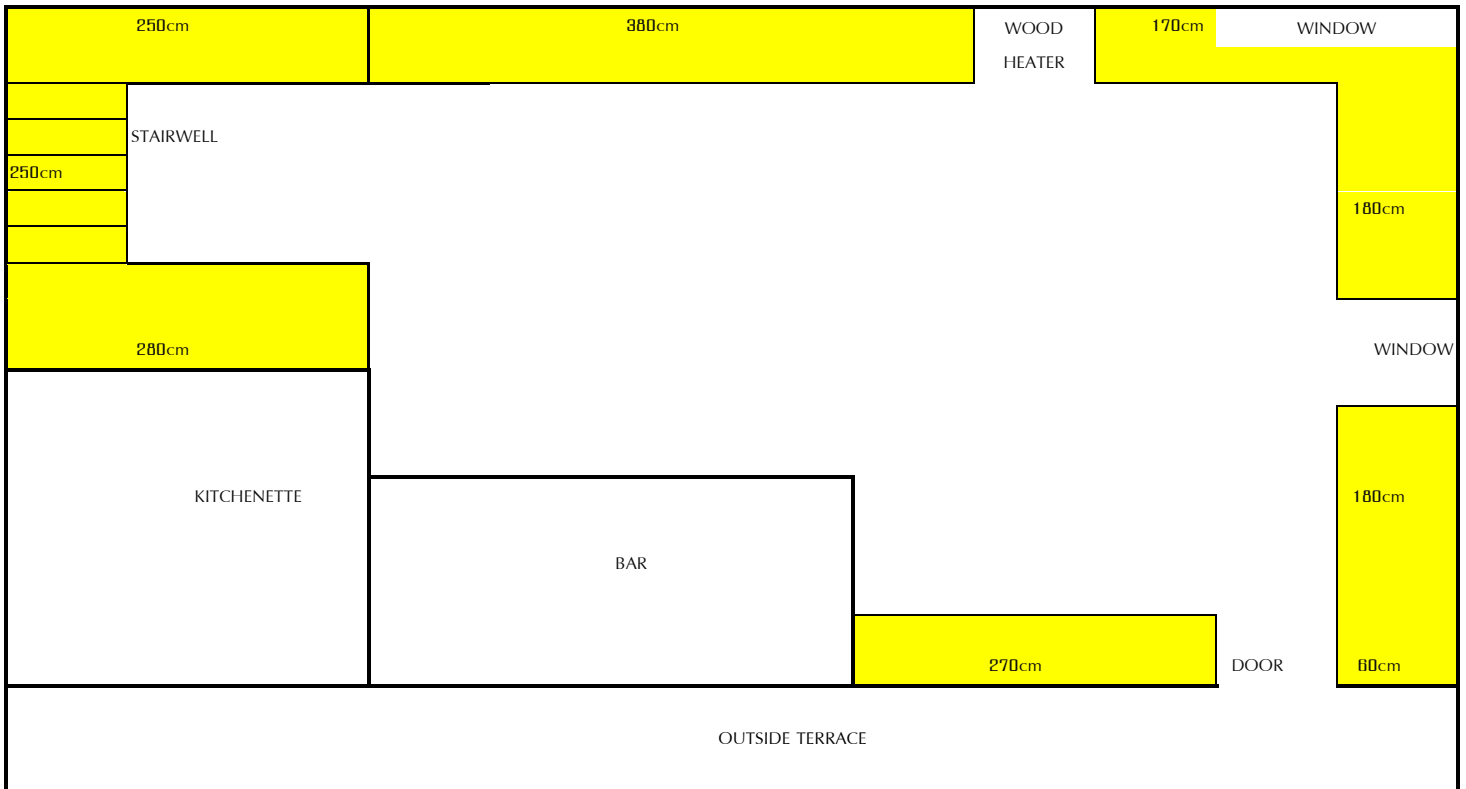 250cm 380cm WOOD 170cm WINDOW
HEATER
STAIRWELL
250cm
180cm
280cm WINDOW
KITCHENETTE 180cm
BAR
270cm DOOR 60cm
OUTSIDE TERRACE